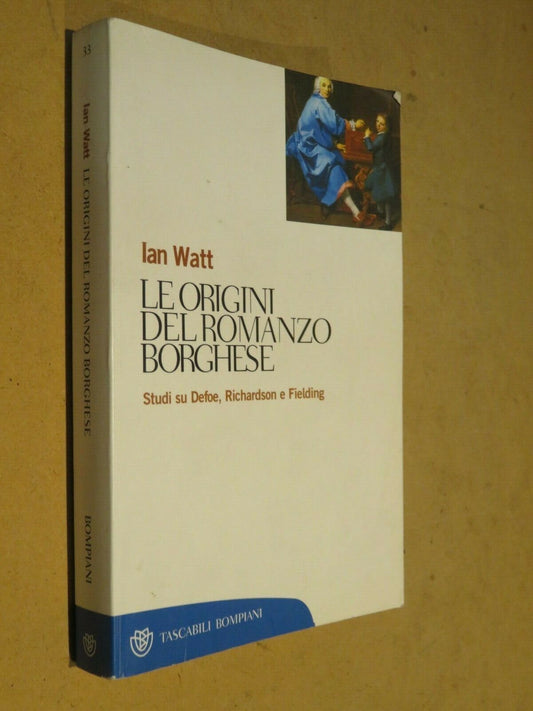 33
Ian Watt LE ORIGINI DEL ROMANZO BORGHESE
BOMPIANI
Ian Watt
LE ORIGINI
DEL ROMANZO
BORGHESE
Studi su Defoe, Richardson e Fielding
TASCABILI BOMPIANI